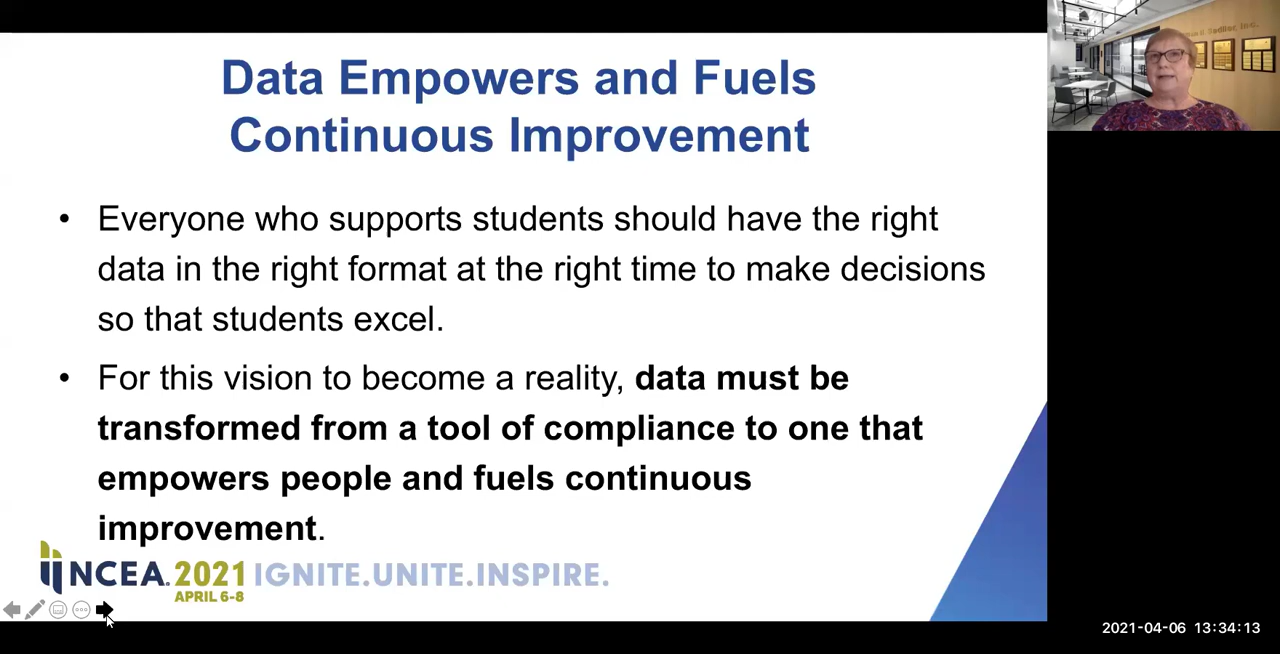 Data Empowers and Fuels
Continuous Improvement
• Everyone who supports students should have the right
data in the right format at the right time to make decisions
so that students excel.
• For this vision to become a reality, data must be
transformed from a tool of compliance to one that
empowers people and fuels continuous
improvement.
NCEA. 2021 IGNITE.UNITE.INSPIRE.
APRIL 6-8
Inc.
2021-04-06 13:34:13